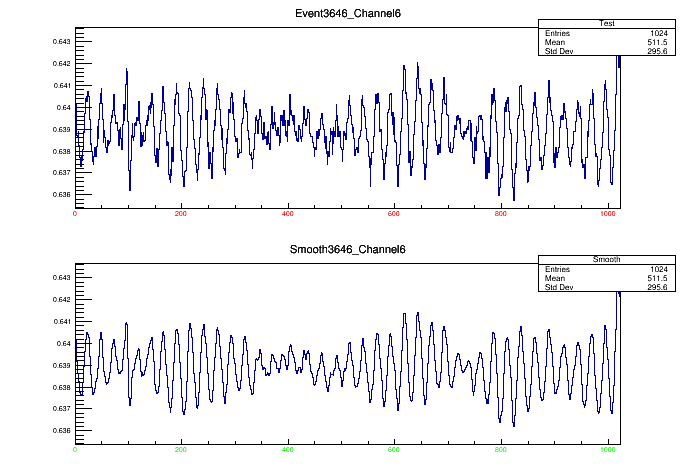 Event3646_Channel6
Test
Entries 1024
Mean 511.5
Std Dev 295.6
0.643
0.642
0.641
0.64
0.639
0.638
0.637
0.636
0 200 400 600 800 1000
Smooth3646_Channel6
Smooth
Entries 1024
Mean 511.5
Std Dev 295.6
0.643
0.642
0.641
0.64
0.639
0.638
0.637
0.636
0 200 400 600 800 1000